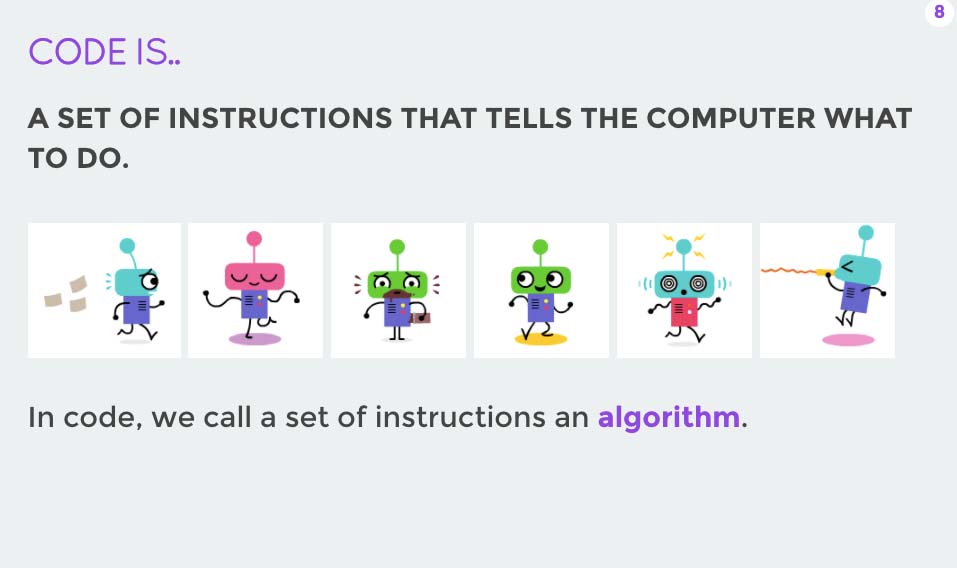 8
CODE IS..
A SET OF INSTRUCTIONS THAT TELLS THE COMPUTER WHAT
TO DO.
In code, we call a set of instructions an algorithm.